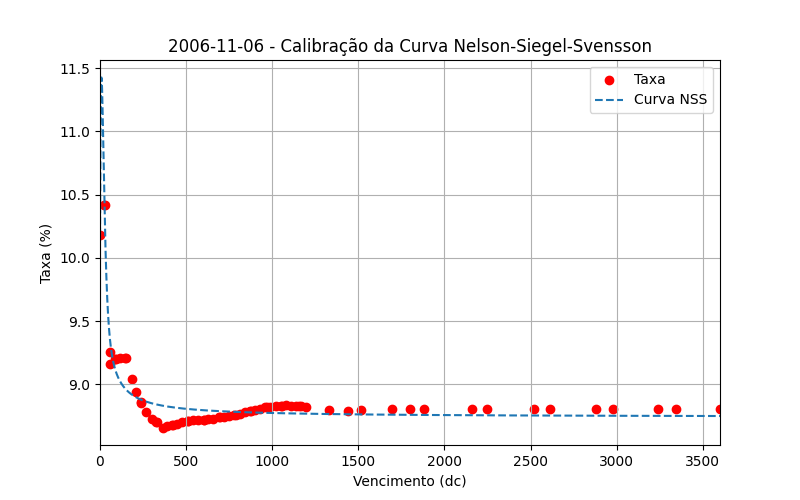 2006-11-06 - Calibração da Curva Nelson-Siegel-Svensson
Taxa
Curva NSS
Taxa (%)
11.5
11.0
10.5
10.0
9.5
9.0
0 500 1000 1500 2000 2500 3000 3500
Vencimento (dc)